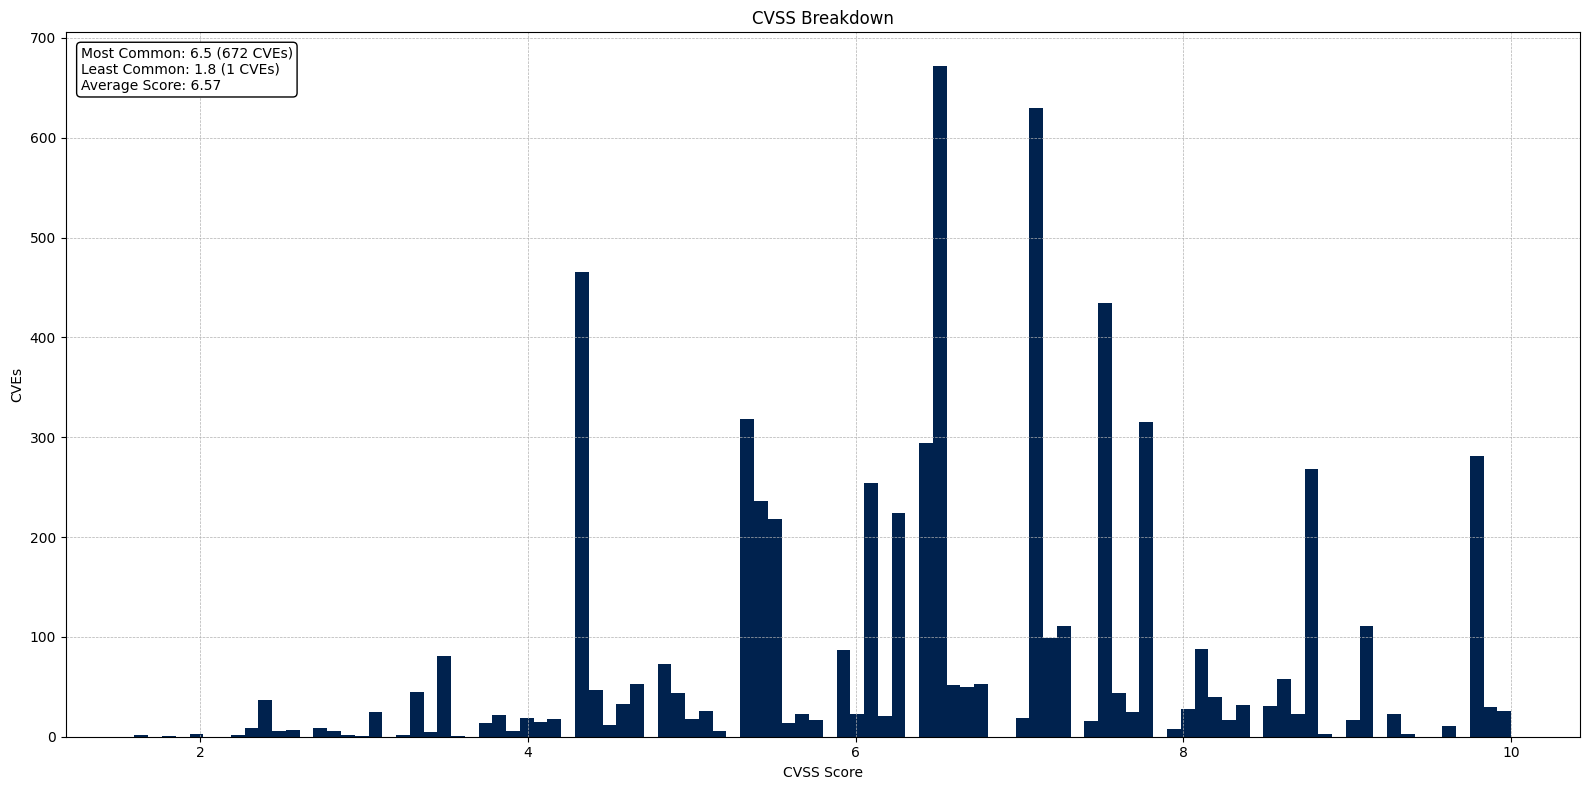 CVSS Breakdown
Most Common: 6.5 (672 CVEs)
Least Common: 1.8 (1 CVEs)
Average Score: 6.57
700
600
500
400
300
200
100
0
CVEs
2 4 6 8 10
CVSS Score